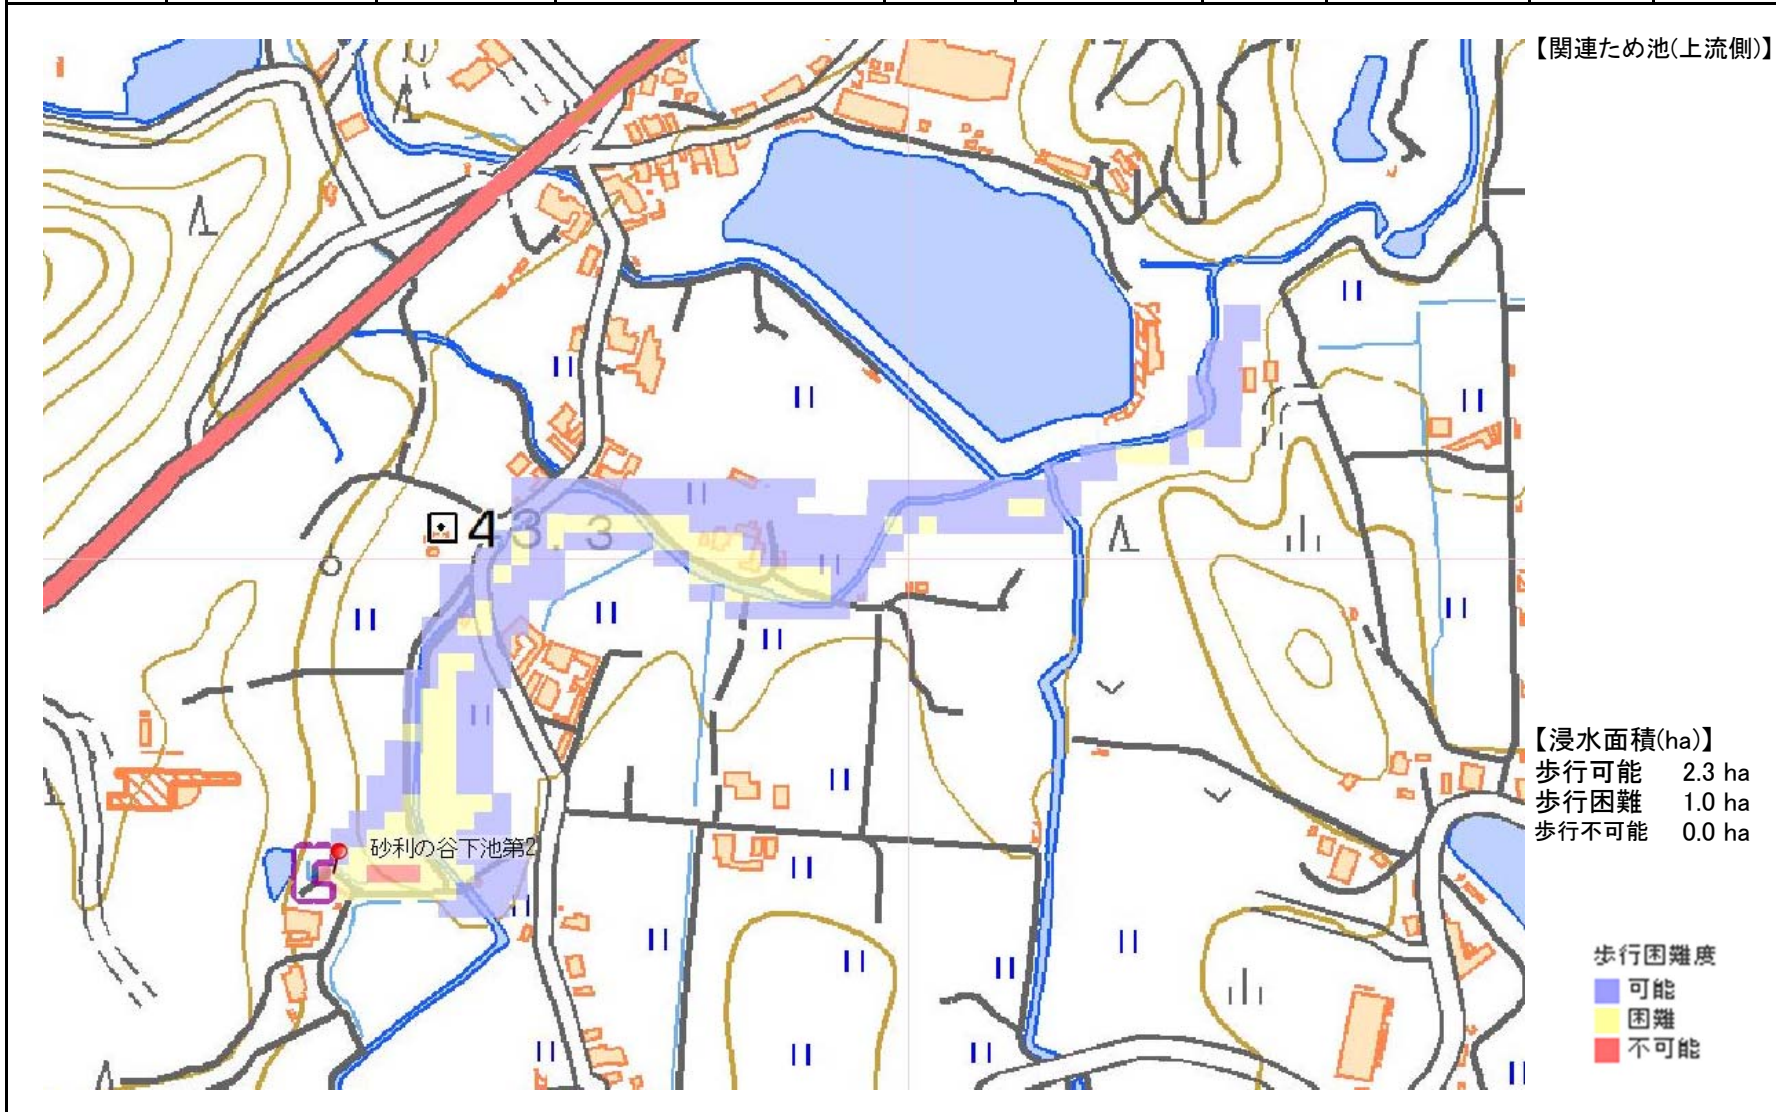 【関連ため池(上流側)】
43.3
砂利の谷下池第2
【浸水面積(ha)】
歩行可能 2.3 ha
歩行困難 1.0 ha
歩行不可能 0.0 ha
歩行困難度
可能
困難
不可能